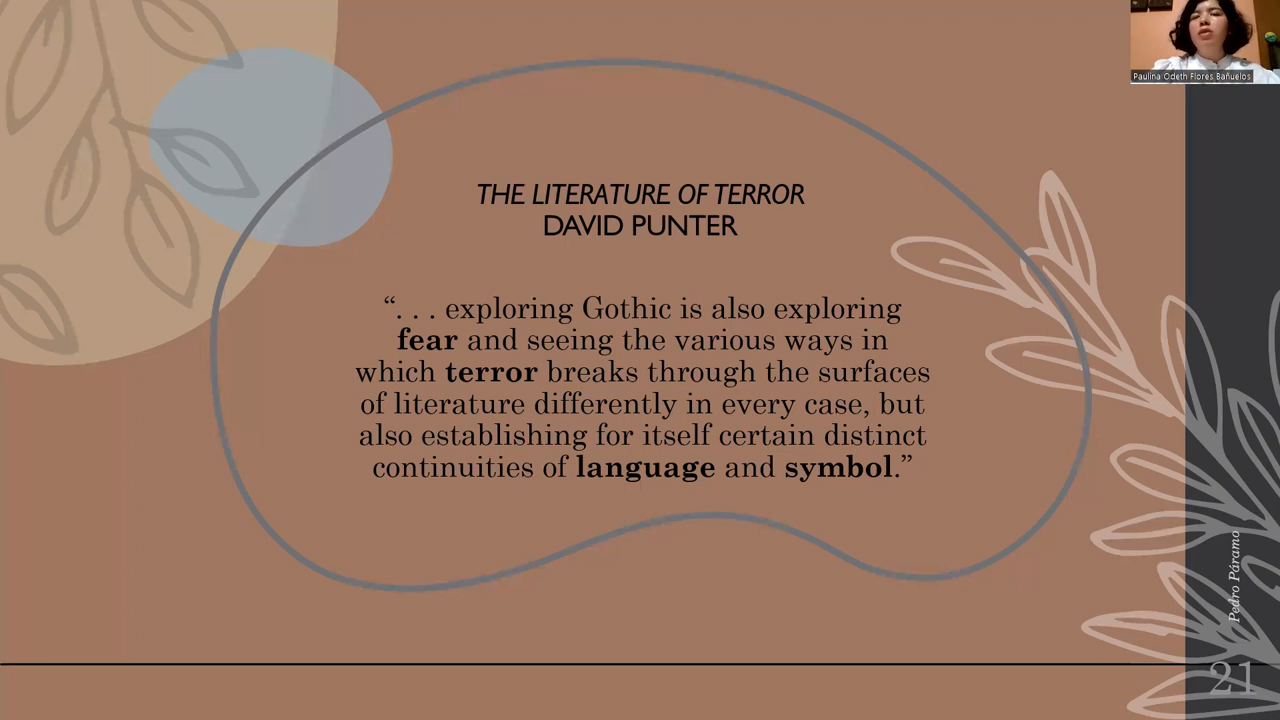 Paulina Odeth Flores Bañuelos
THE LITERATURE OF TERROR
DAVID PUNTER
“. . . exploring Gothic is also exploring
fear and seeing the various ways in
which terror breaks through the surfaces
of literature differently in every case, but
also establishing for itself certain distinct
continuities of language and symbol.”
Pedro Páramo
21